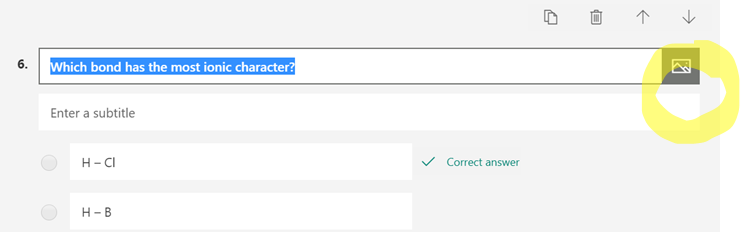 6. Which bond has the most ionic character?
Enter a subtitle
H – Cl Correct answer
H – B